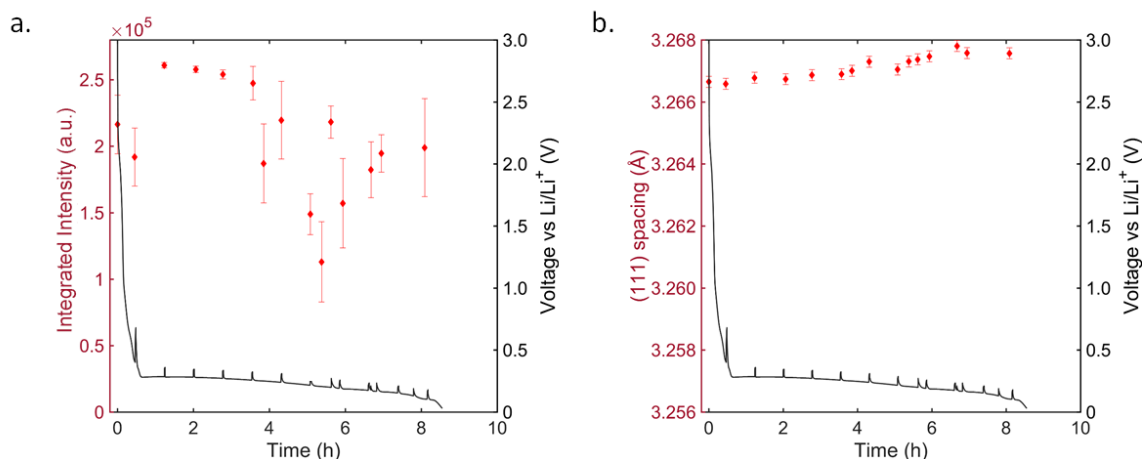 a.
×10⁵
2.5
2
1.5
1
0.5
0
Integrated Intensity (a.u.)
3.0
2.5
2.0
1.5
1.0
0.5
0
Voltage vs Li/Li⁺ (V)
0 2 4 6 8 10
Time (h)
b.
3.268
3.266
3.264
3.262
3.260
3.258
3.256
(111) spacing (Å)
3.0
2.5
2.0
1.5
1.0
0.5
0
Voltage vs Li/Li⁺ (V)
0 2 4 6 8 10
Time (h)